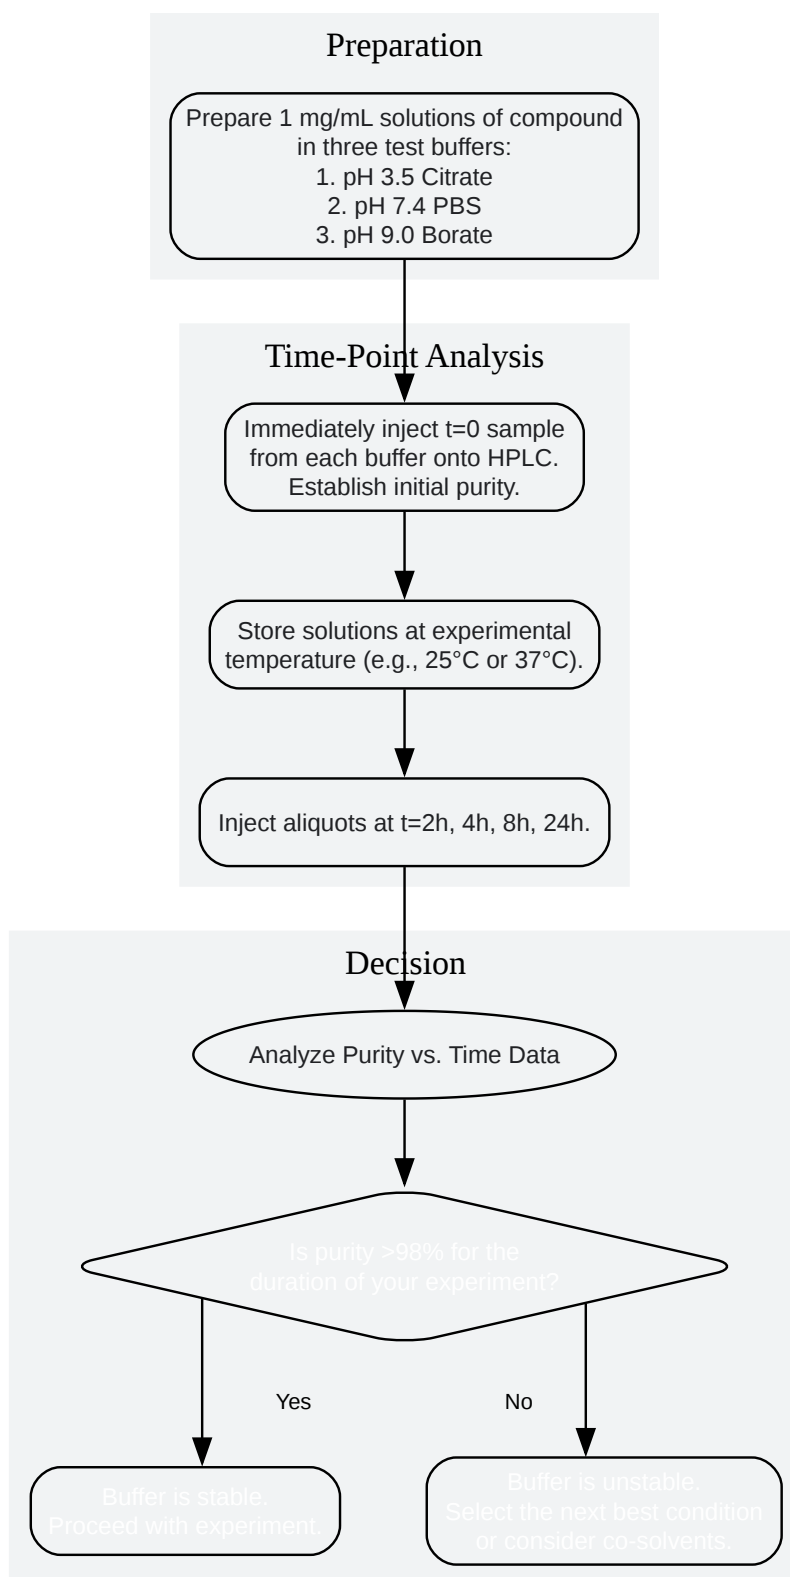 Preparation
Prepare 1 mg/mL solutions of compound
in three test buffers:
1. pH 3.5 Citrate
2. pH 7.4 PBS
3. pH 9.0 Borate
Time-Point Analysis
Immediately inject t=0 sample
from each buffer onto HPLC.
Establish initial purity.
Store solutions at experimental
temperature (e.g., 25°C or 37°C).
Inject aliquots at t=2h, 4h, 8h, 24h.
Decision
Analyze Purity vs. Time Data
Is purity >98% for the
duration of your experiment?
Yes
No
Buffer is stable.
Proceed with experiment.
Buffer is unstable.
Select the next best condition
or consider co-solvents.